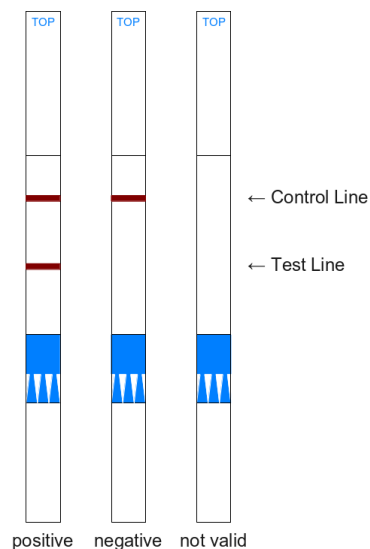 TOP TOP TOP
← Control Line
← Test Line
positive negative not valid